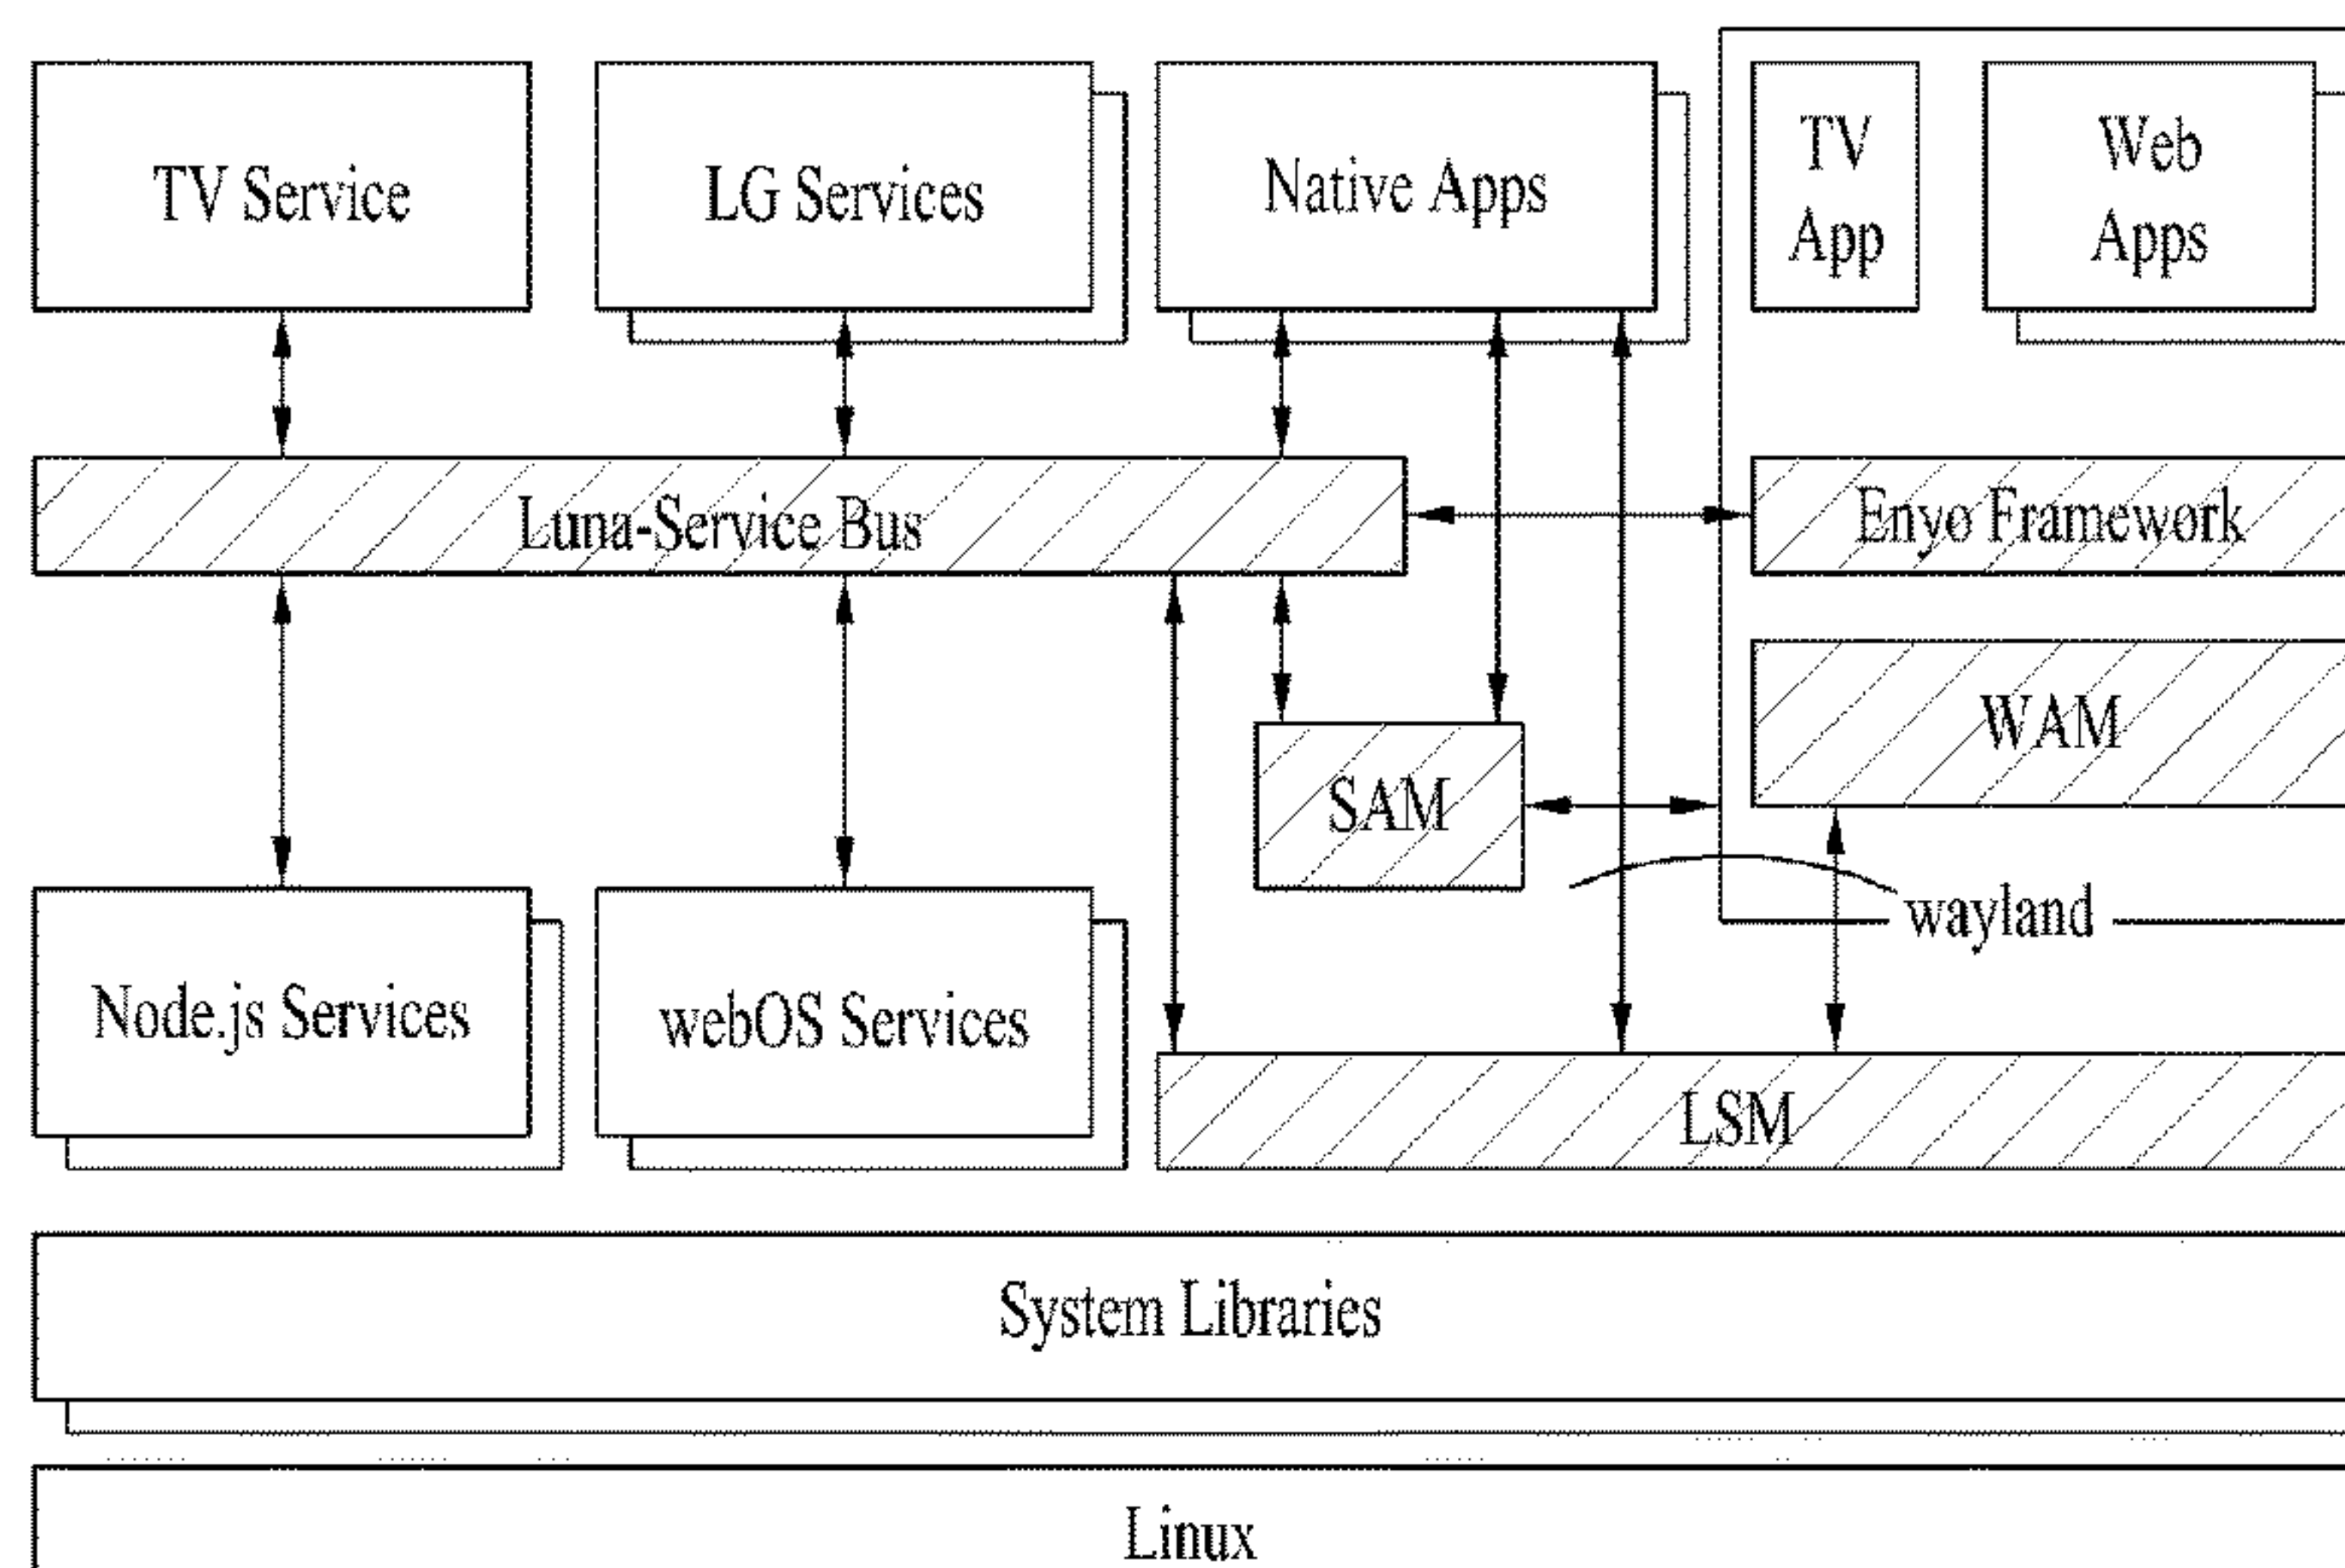 TV Service
LG Services
Native Apps
TV
App
Web
Apps
Luna-Service Bus
Enyo Framework
WAM
SAM
wayland
Node.js Services
webOS Services
LSM
System Libraries
Linux